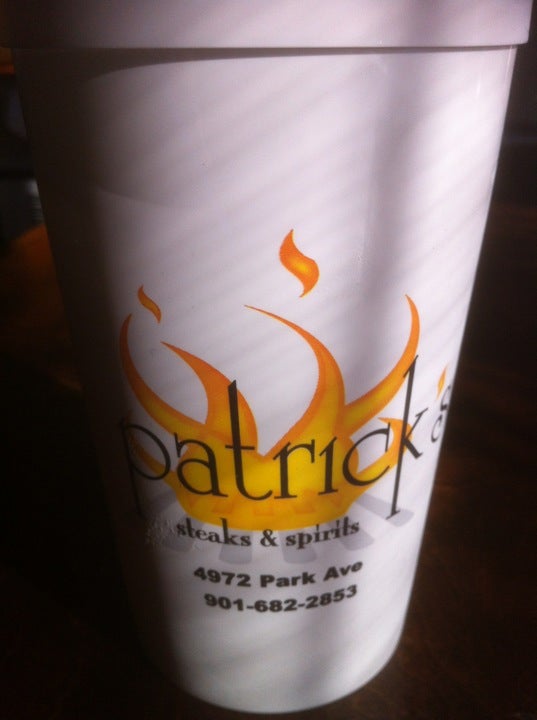 patrick's
steaks & spirits
4972 Park Ave
901-682-2853